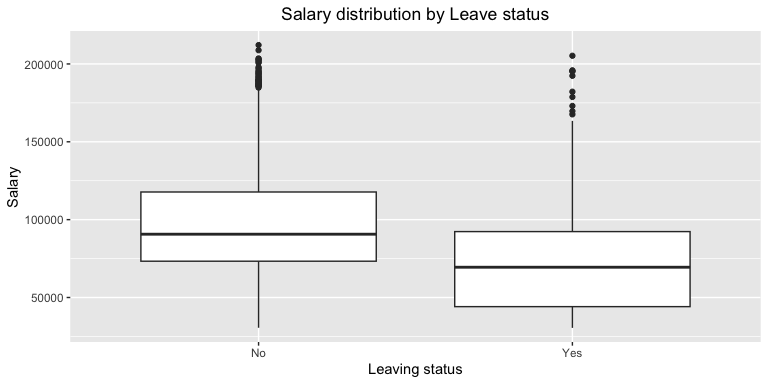 Salary distribution by Leave status
200000
150000
100000
50000
Salary
No
Yes
Leaving status